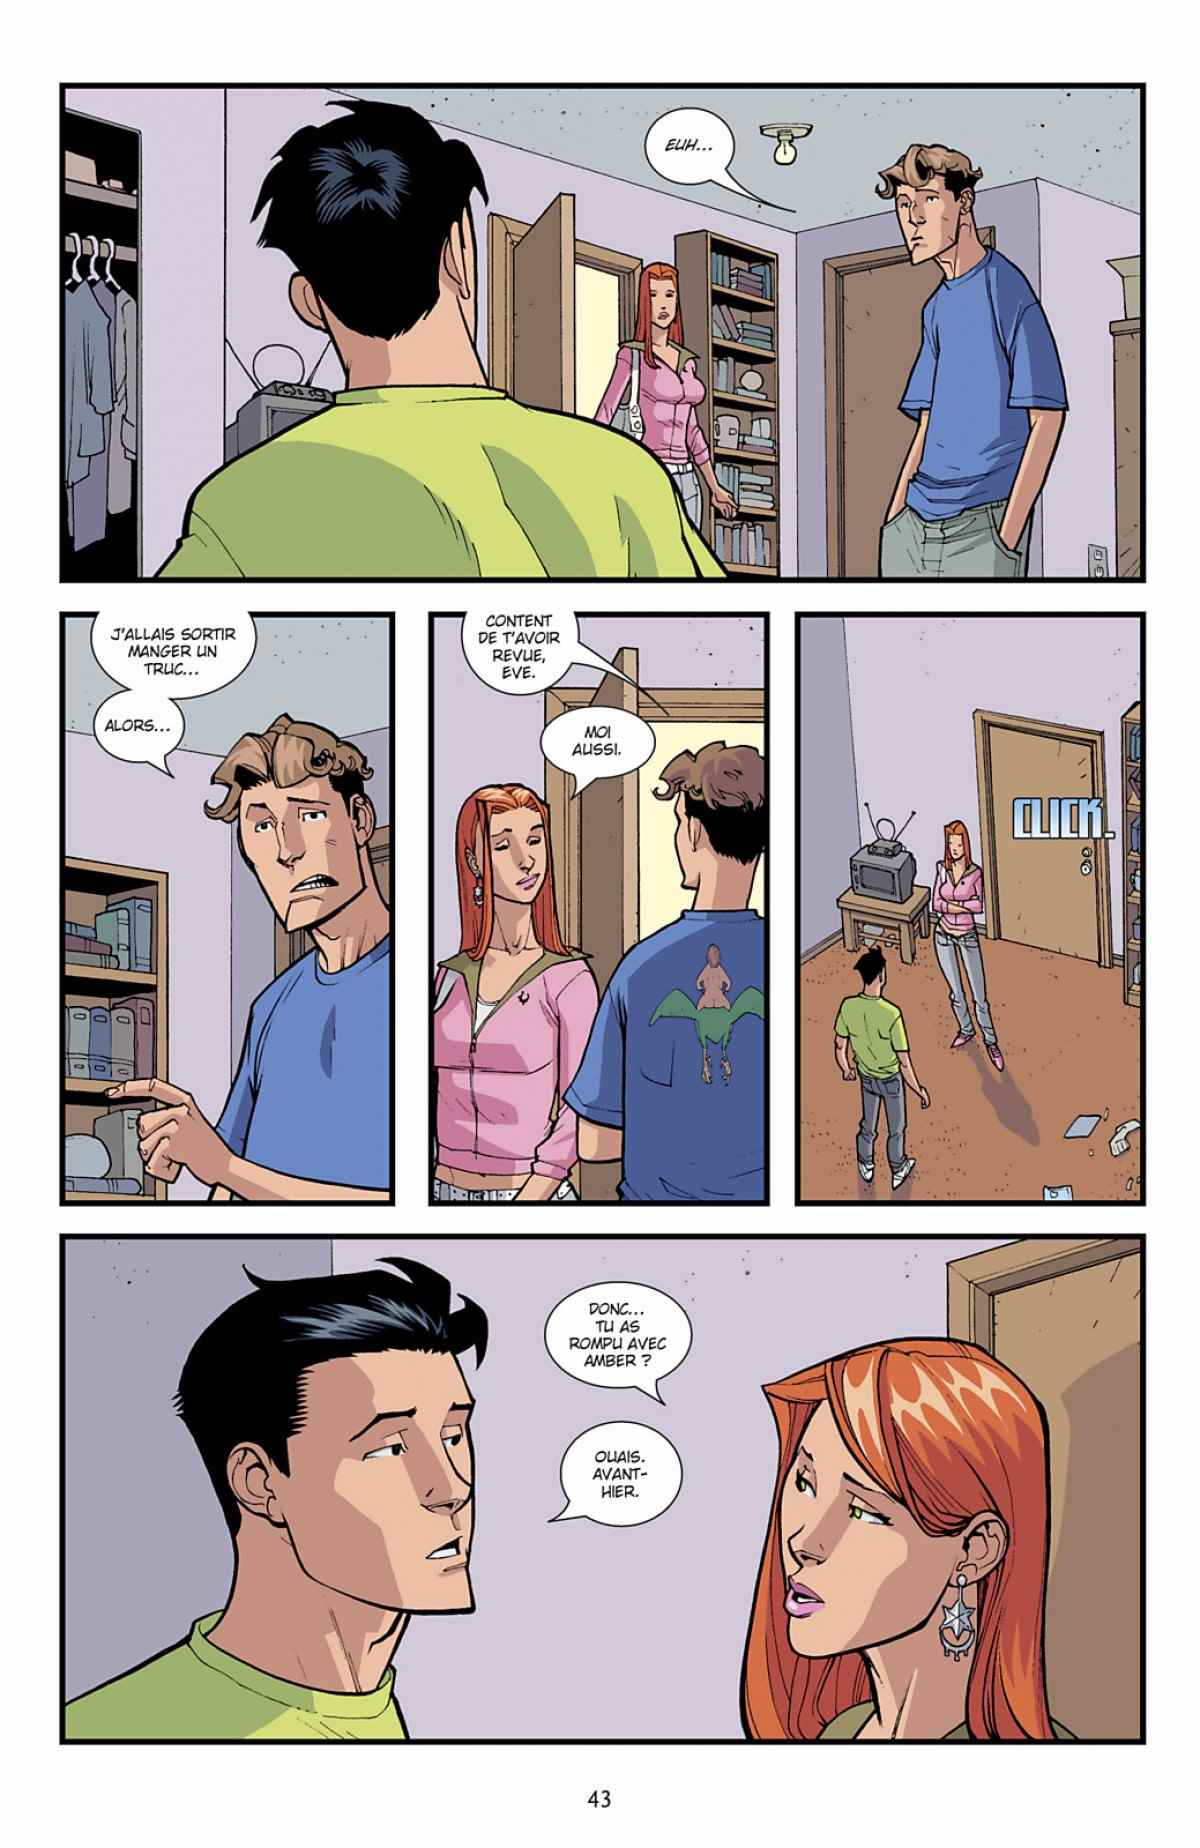 EUH...
J'ALLAIS SORTIR
MANGER UN
TRUC...
ALORS...
CONTENT
DE T'AVOIR
REVUE,
EVE.
MOI
AUSSI.
CLICK.
DONC...
TU AS
ROMPU AVEC
AMBER ?
OUAIS.
AVANT-
HIER.
43